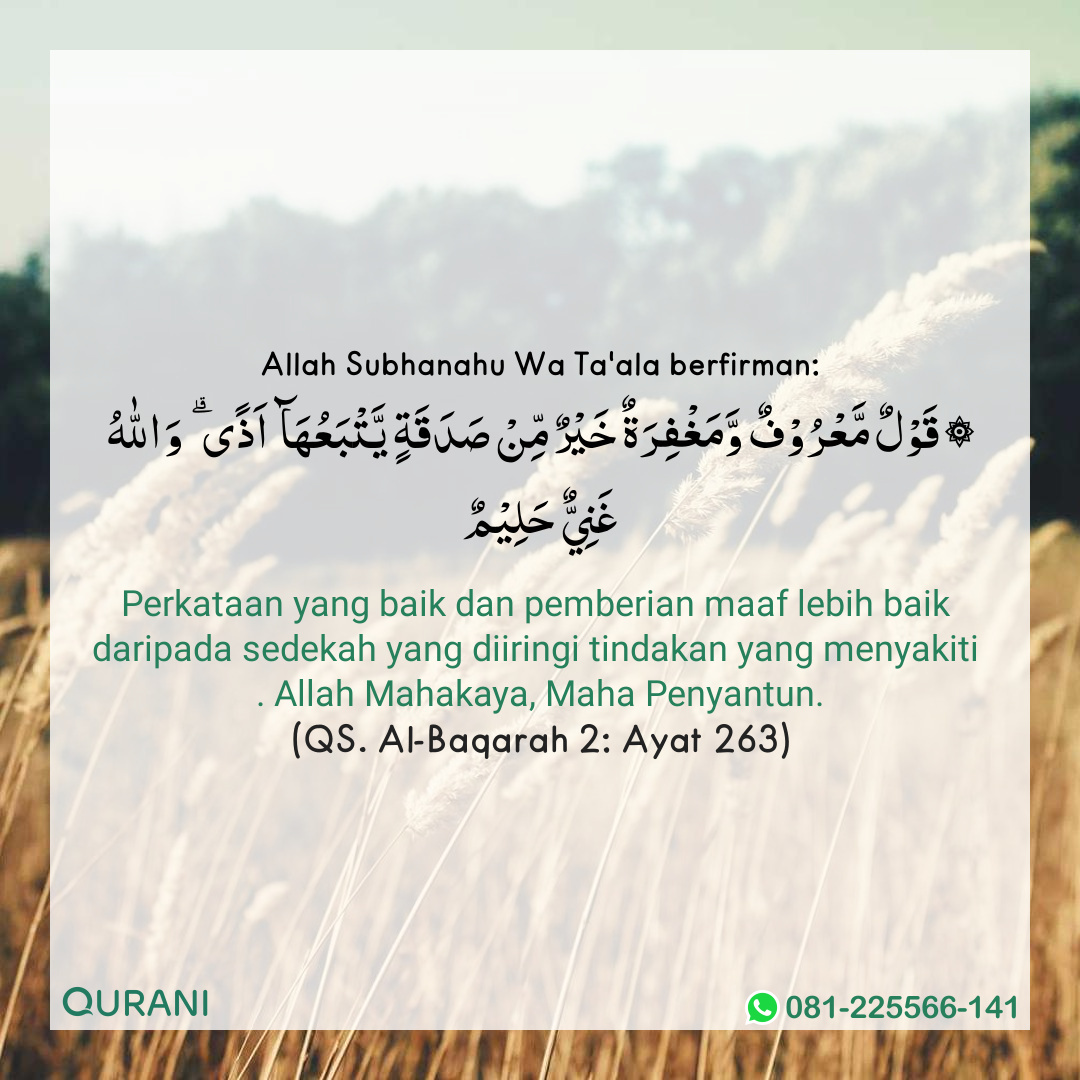 Allah Subhanahu Wa Ta'ala berfirman:
۞ قَوْلٌ مَّعْرُوْفٌ وَّمَغْفِرَةٌ خَيْرٌ مِّنْ صَدَقَةٍ يَّتْبَعُهَآ اَذًى ۗ وَاللّٰهُ
غَنِيٌّ حَلِيْمٌ
Perkataan yang baik dan pemberian maaf lebih baik
daripada sedekah yang diiringi tindakan yang menyakiti
. Allah Mahakaya, Maha Penyantun.
(QS. Al-Baqarah 2: Ayat 263)
QURANI
081-225566-141